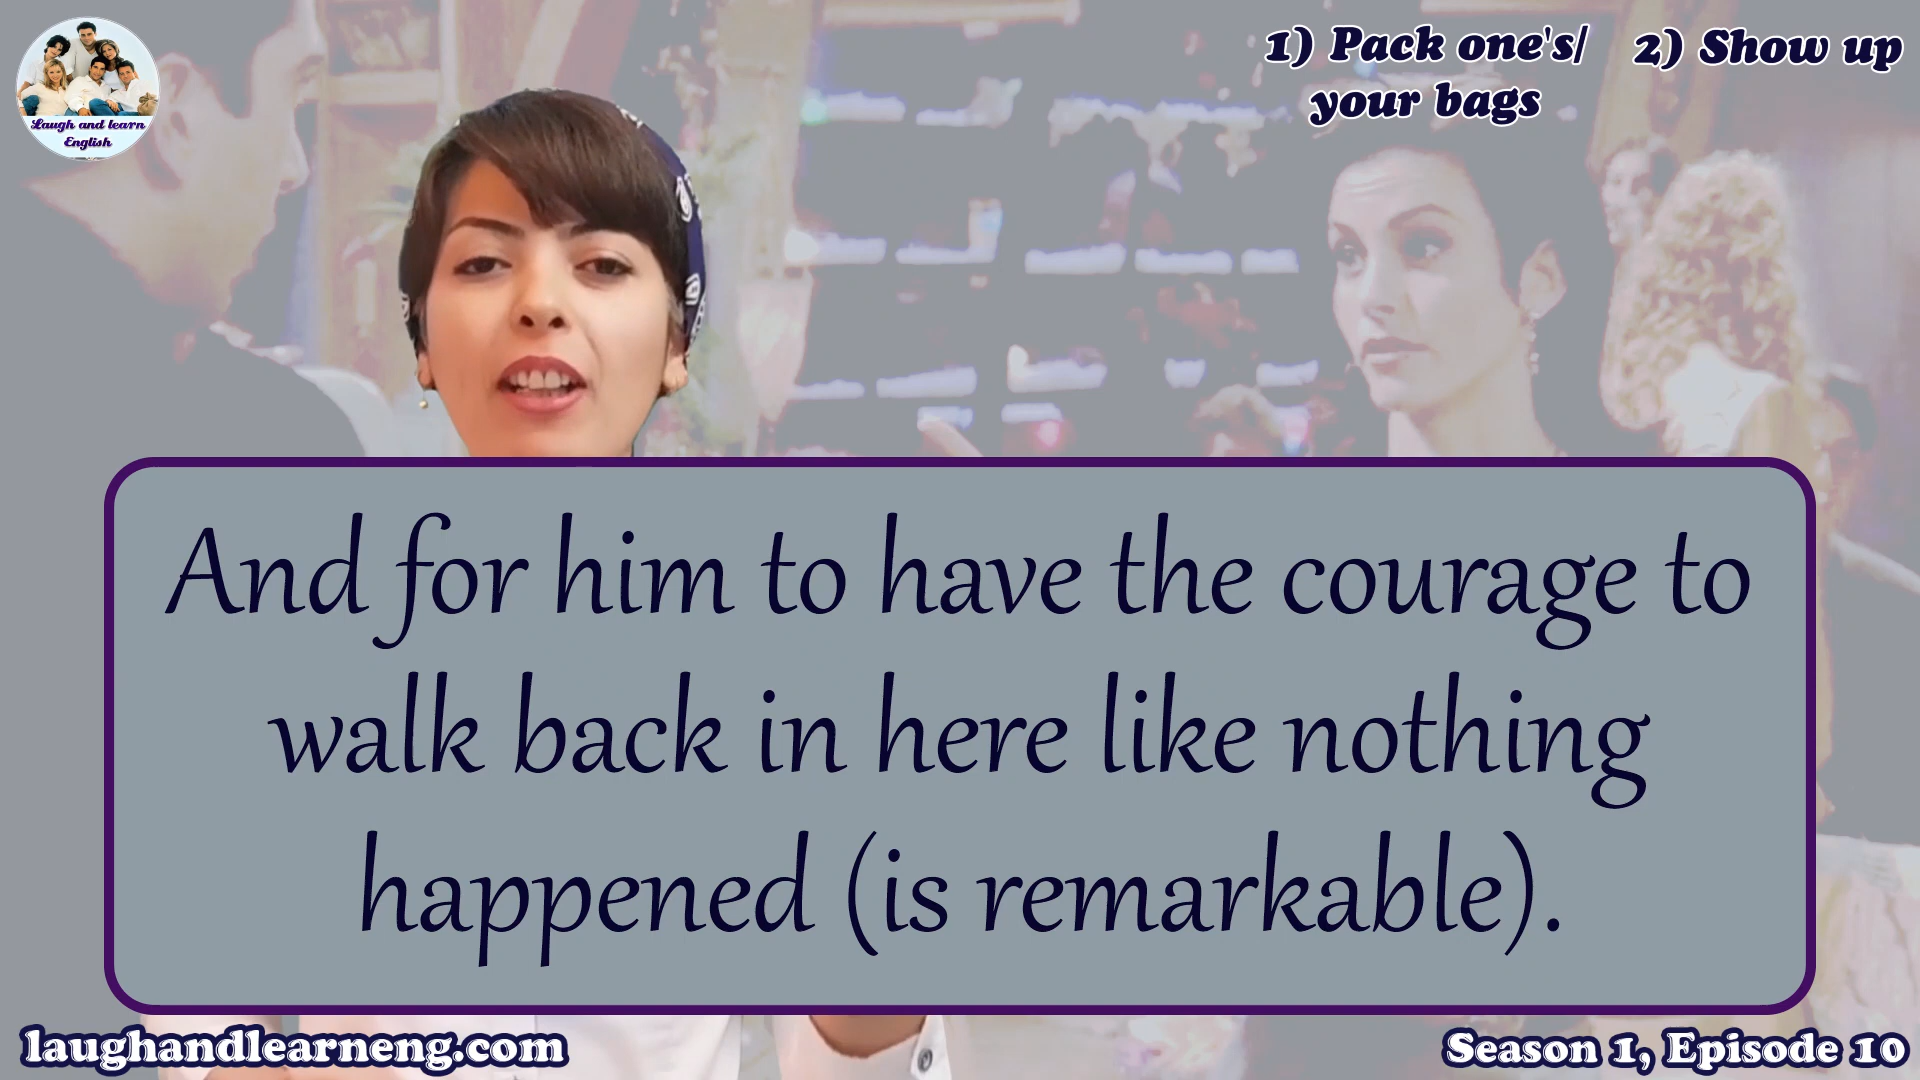 Laugh and learn
English
1) Pack one's/
your bags
2) Show up
And for him to have the courage to
walk back in here like nothing
happened (is remarkable).
laughandlearneng.com
Season 1, Episode 10